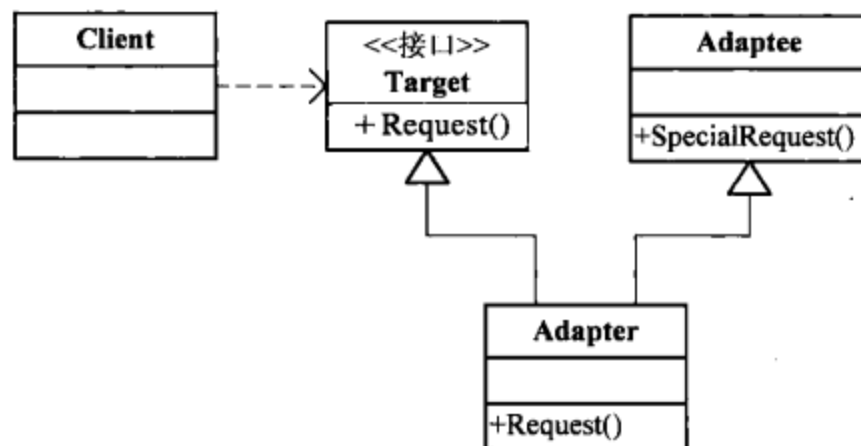 Client
<<接口>>
Target
+ Request()
Adaptee
+SpecialRequest()
Adapter
+Request()